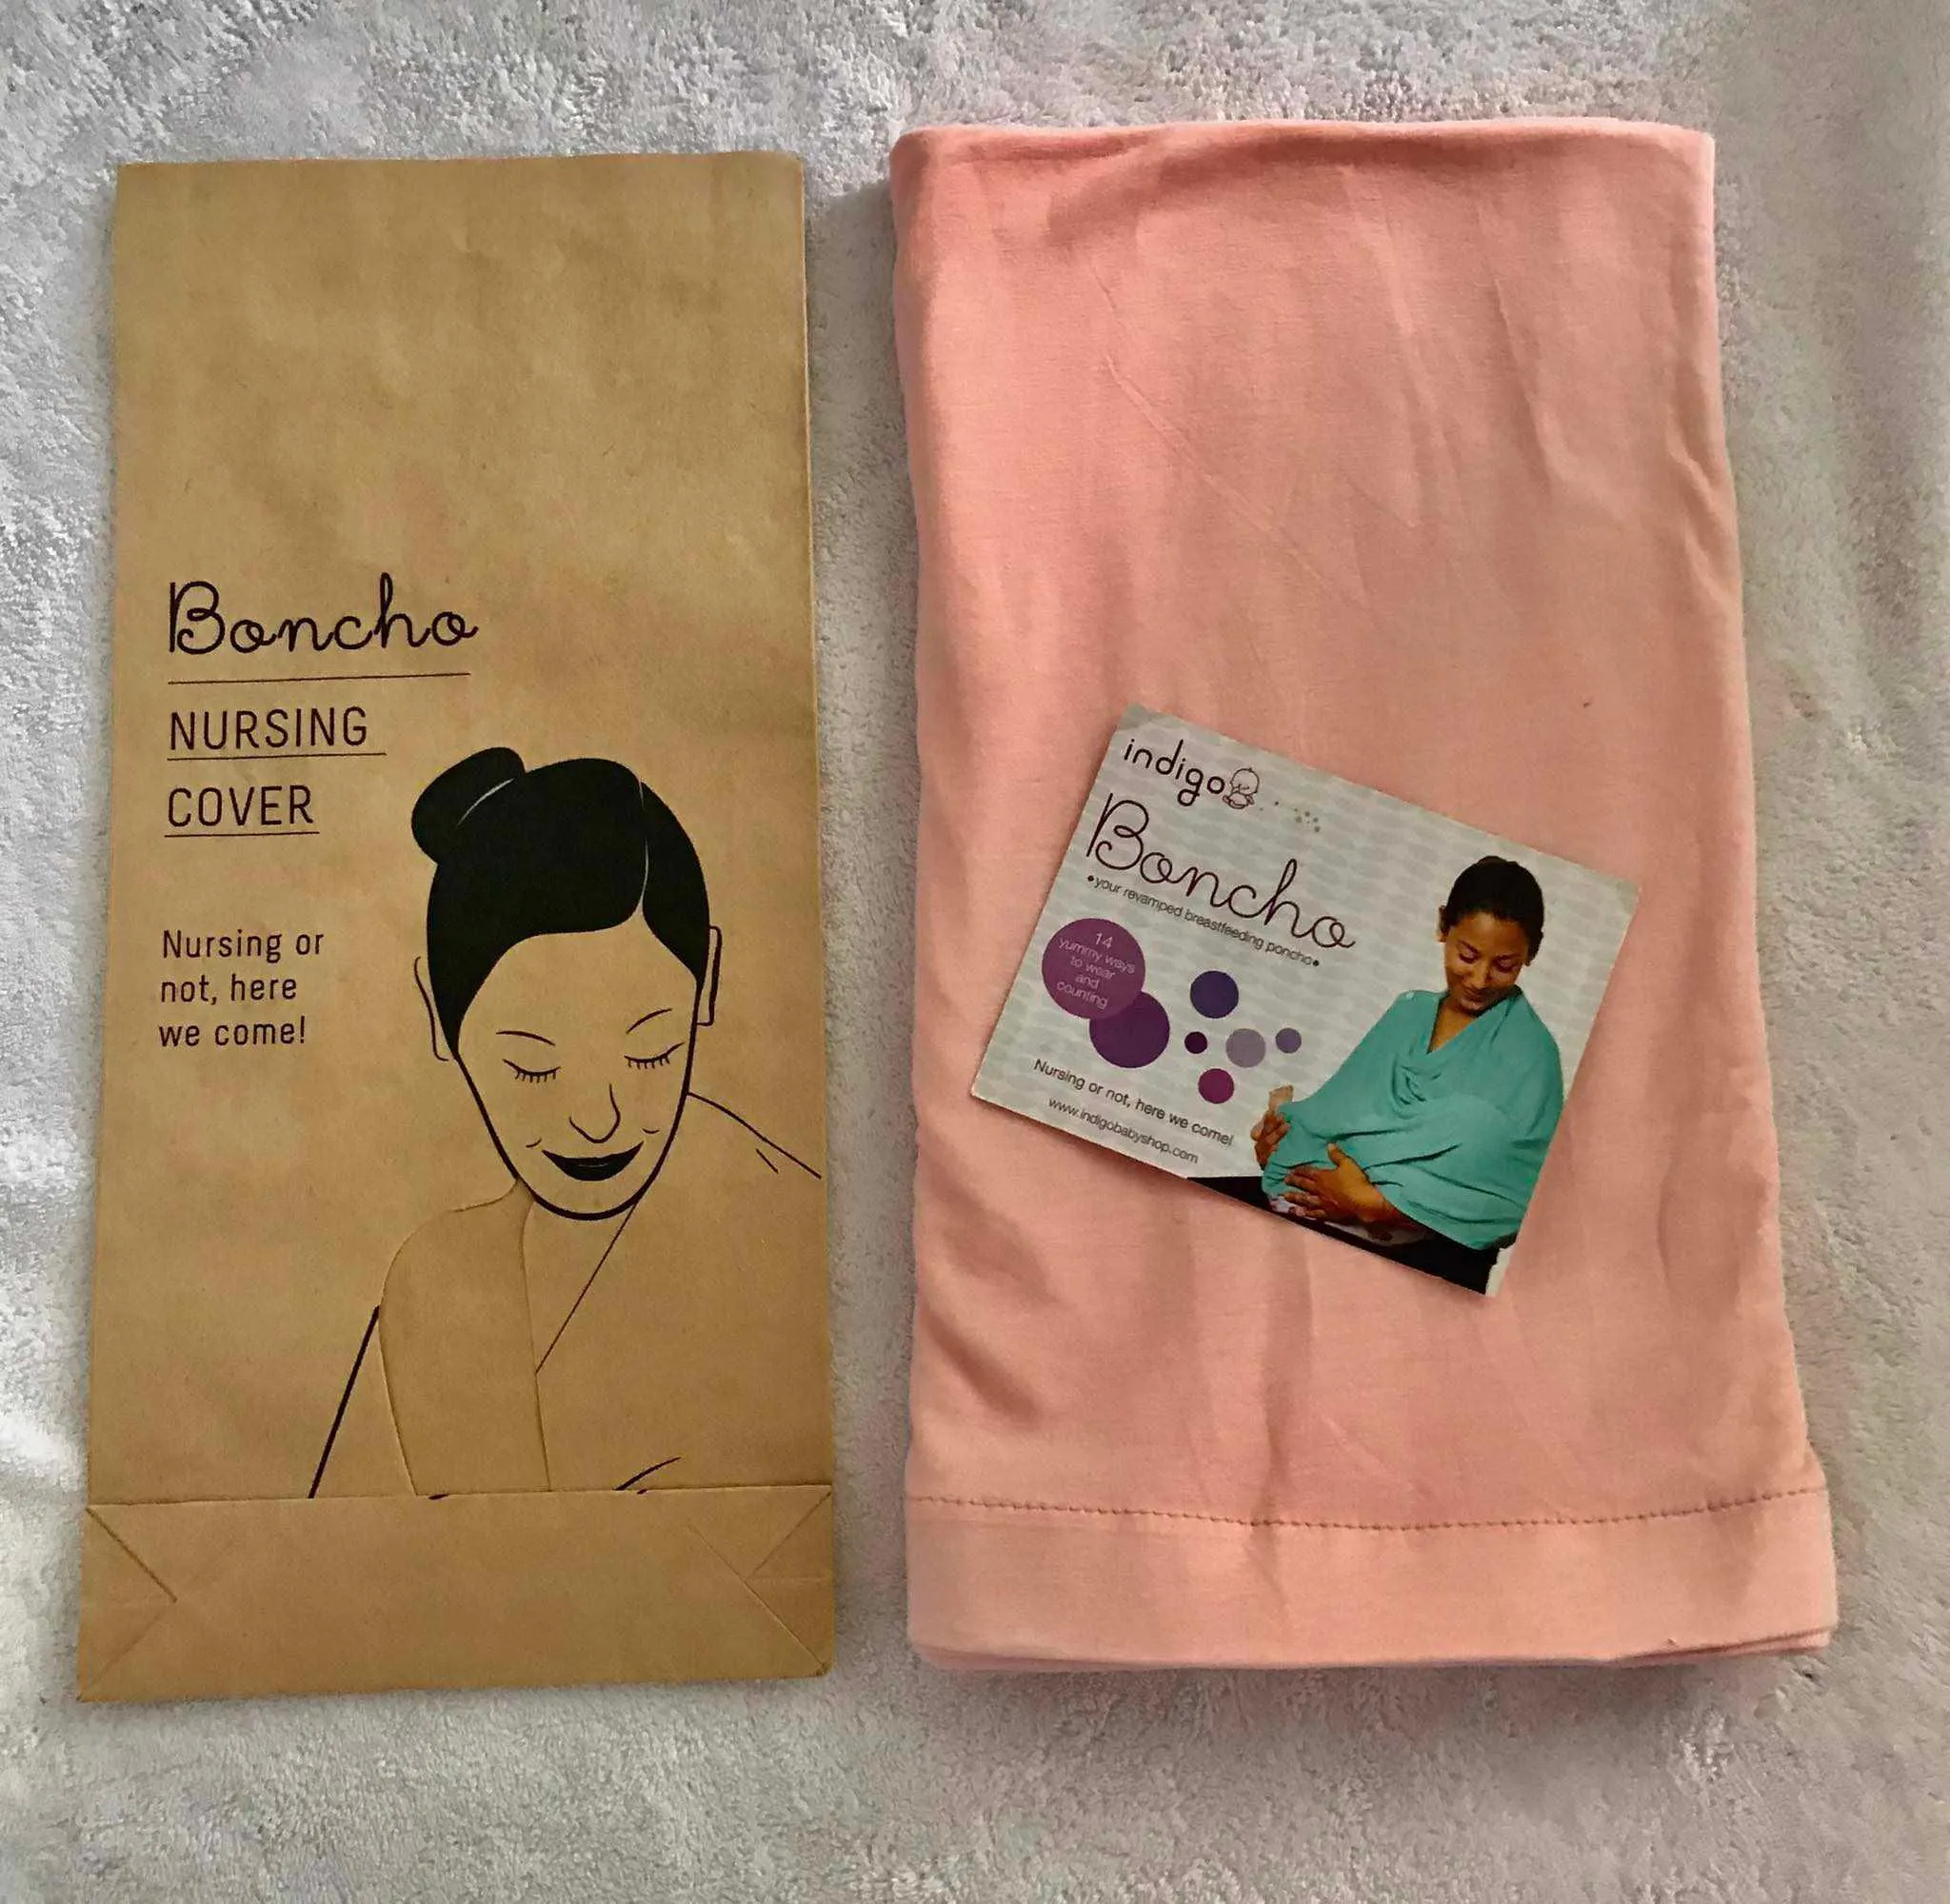 Boncho
NURSING
COVER
Nursing or
not, here
we come!
indigo
Boncho
•your revamped breastfeeding poncho•
14
yummy ways
to wear
and
counting
Nursing or not, here we come!
www.indigobabyshop.com